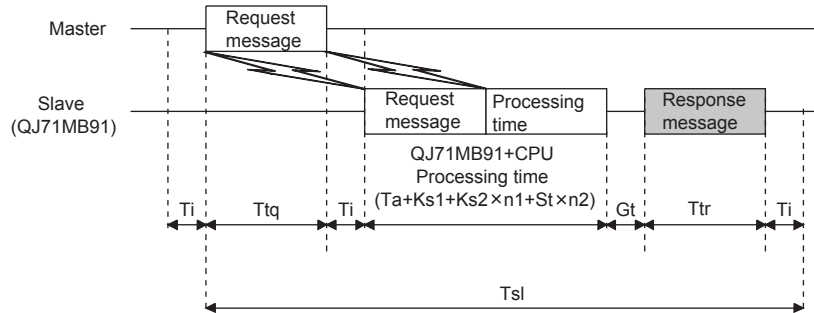 Master
Request
message
Slave
(QJ71MB91)
Request
message
Processing
time
Response
message
QJ71MB91+CPU
Processing time
(Ta+Ks1+Ks2×n1+St×n2)
Ti
Ttq
Ti
Gt
Ttr
Ti
Tsl